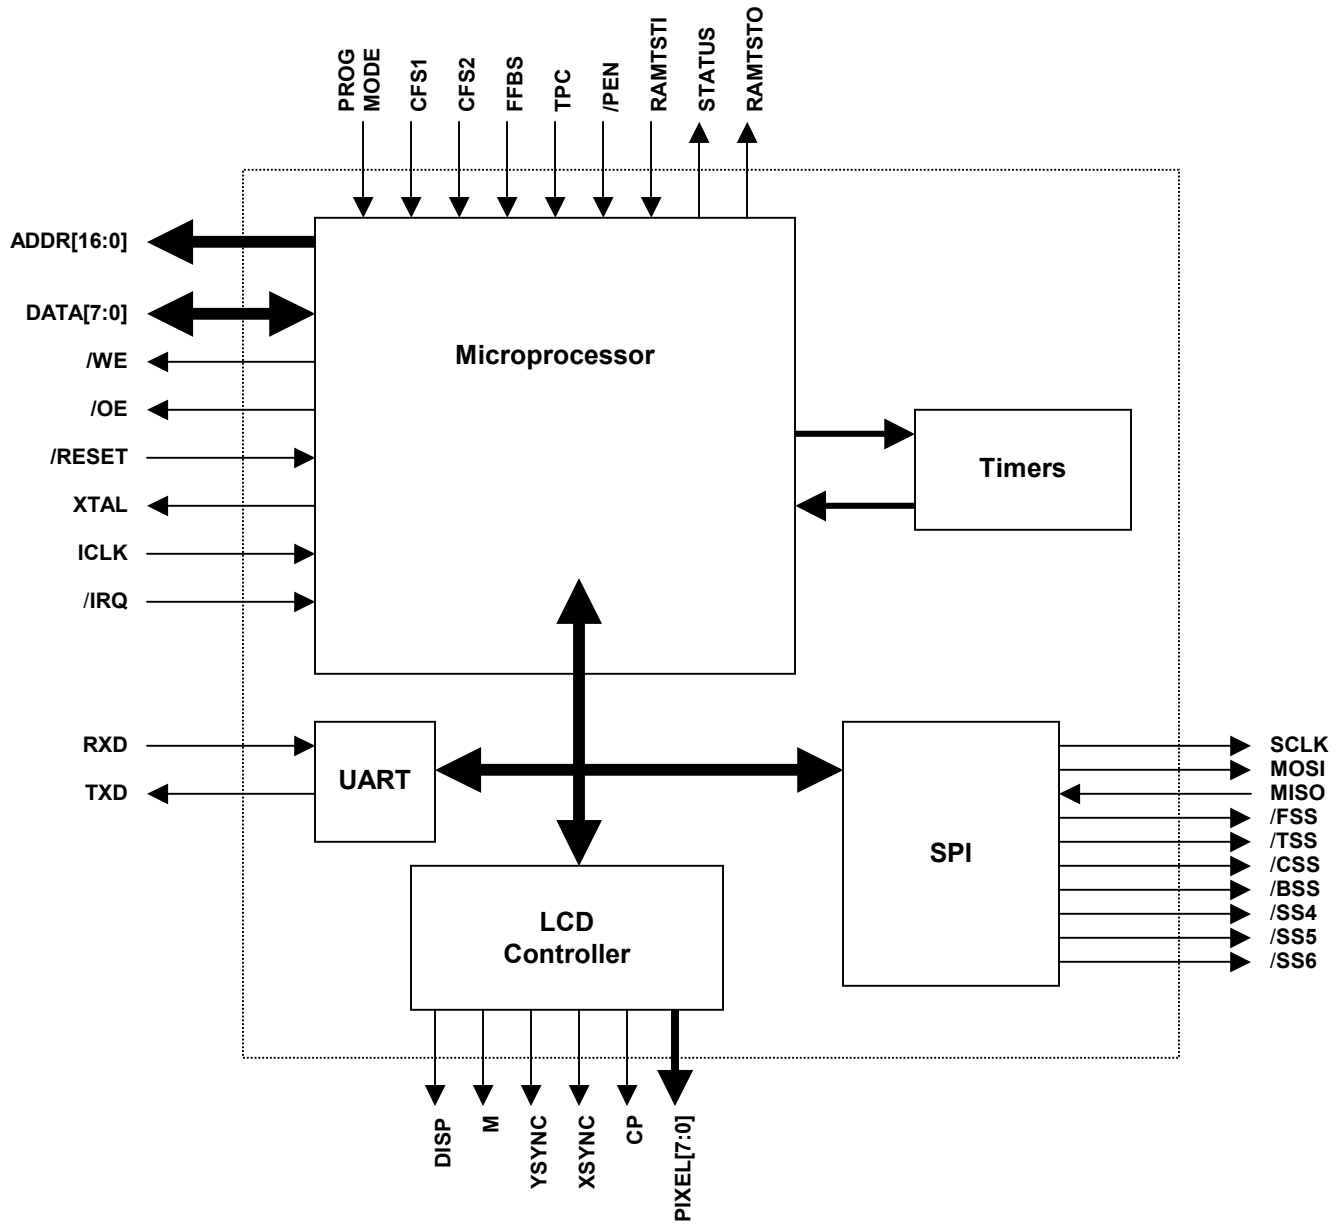 PROG
MODE
CFS1
CFS2
FFBS
TPC
/PEN
RAMTSTI
STATUS
RAMTSTO
ADDR[16:0]
DATA[7:0]
/WE
/OE
/RESET
XTAL
ICLK
/IRQ
Microprocessor
Timers
RXD
TXD
UART
SPI
SCLK
MOSI
MISO
/FSS
/TSS
/CSS
/BSS
/SS4
/SS5
/SS6
LCD
Controller
DISP
M
YSYNC
XSYNC
CP
PIXEL[7:0]